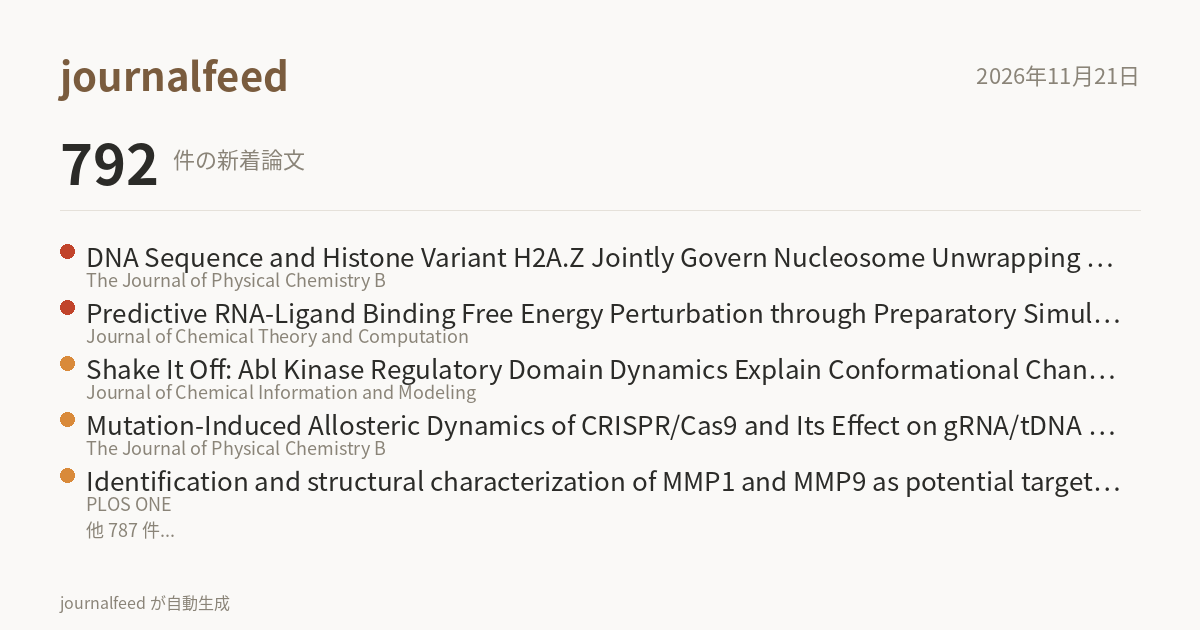 journalfeed
2026年11月21日
792 件の新着論文
DNA Sequence and Histone Variant H2A.Z Jointly Govern Nucleosome Unwrapping …
The Journal of Physical Chemistry B
Predictive RNA-Ligand Binding Free Energy Perturbation through Preparatory Simul…
Journal of Chemical Theory and Computation
Shake It Off: Abl Kinase Regulatory Domain Dynamics Explain Conformational Chan…
Journal of Chemical Information and Modeling
Mutation-Induced Allosteric Dynamics of CRISPR/Cas9 and Its Effect on gRNA/tDNA …
The Journal of Physical Chemistry B
Identification and structural characterization of MMP1 and MMP9 as potential target…
PLOS ONE
他 787 件...
journalfeed が自動生成